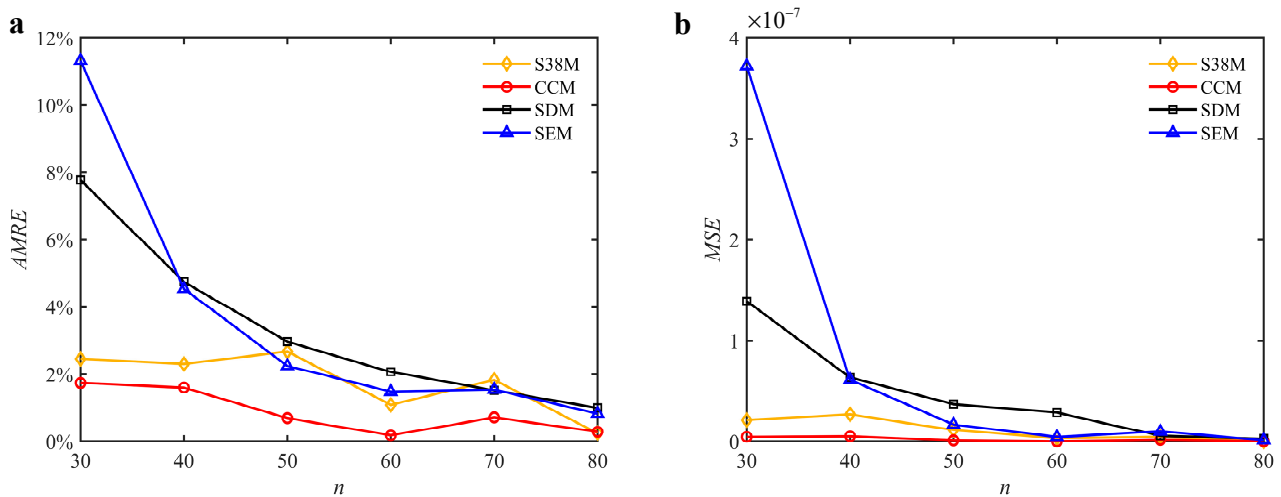 a
12%
10%
8%
6%
4%
2%
0%
AMRE
30 40 50 60 70 80
n
S38M
CCM
SDM
SEM
b
×10⁻⁷
4
3
2
1
0
MSE
30 40 50 60 70 80
n
S38M
CCM
SDM
SEM